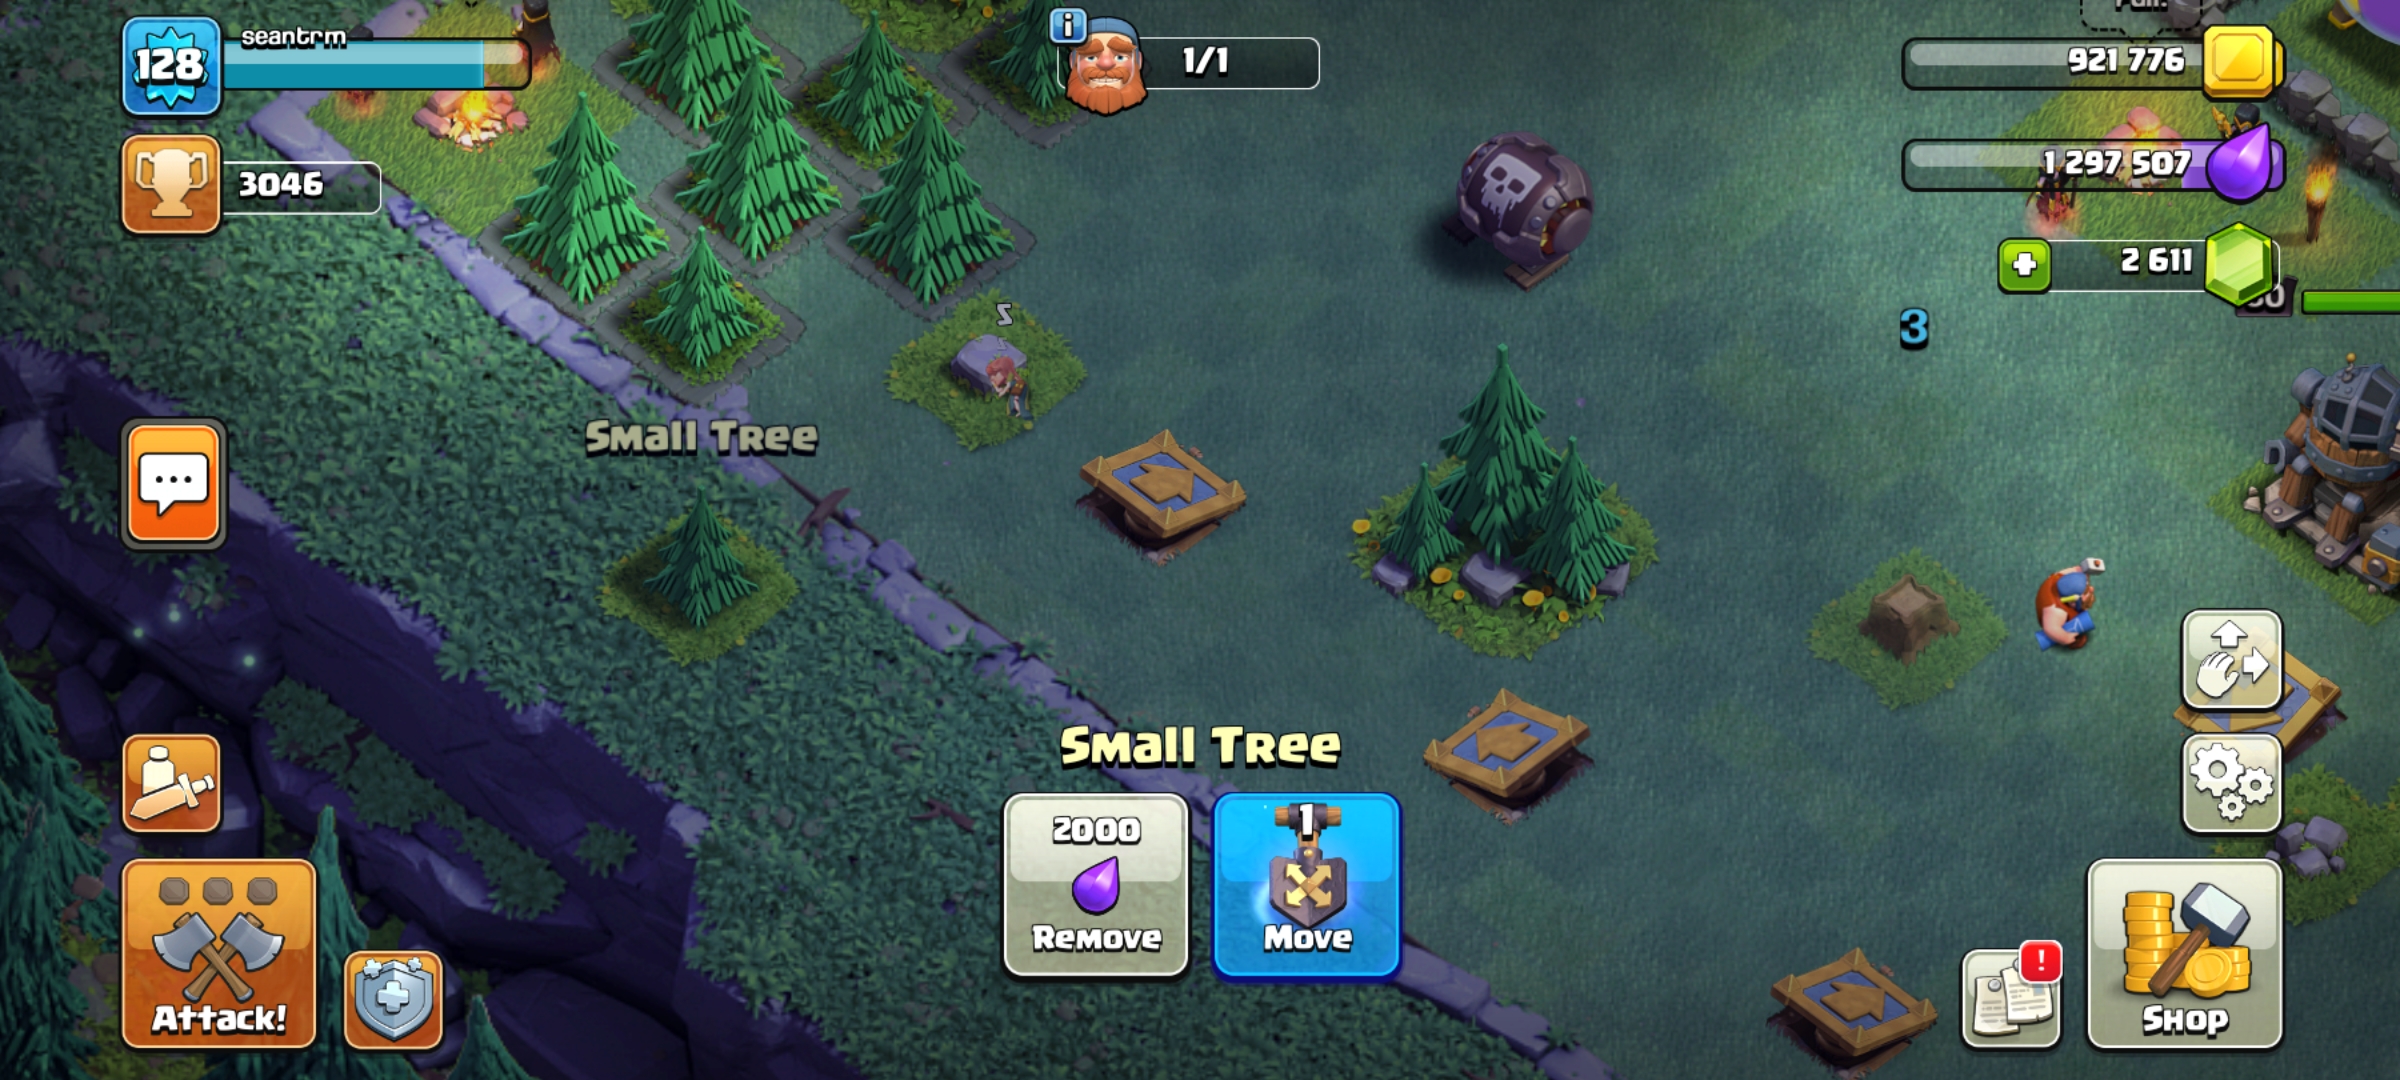 128
seantrm
1/1
921 776
3046
1 297 507
2 611
3
Small Tree
Small Tree
2000
1
Remove
Move
Attack!
!
Shop